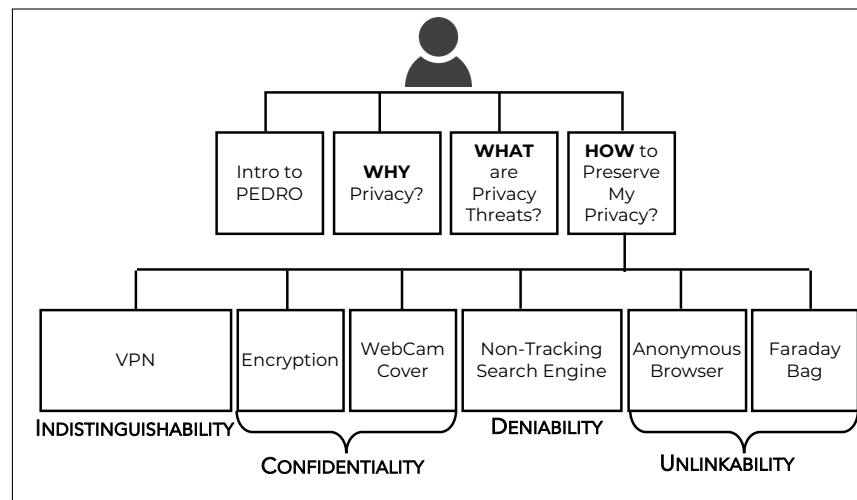 Intro to
PEDRO
WHY
Privacy?
WHAT
are
Privacy
Threats?
HOW to
Preserve
My
Privacy?
VPN
Encryption
WebCam
Cover
Non-Tracking
Search Engine
Anonymous
Browser
Faraday
Bag
INDISTINGUISHABILITY
CONFIDENTIALITY
DENIABILITY
UNLINKABILITY